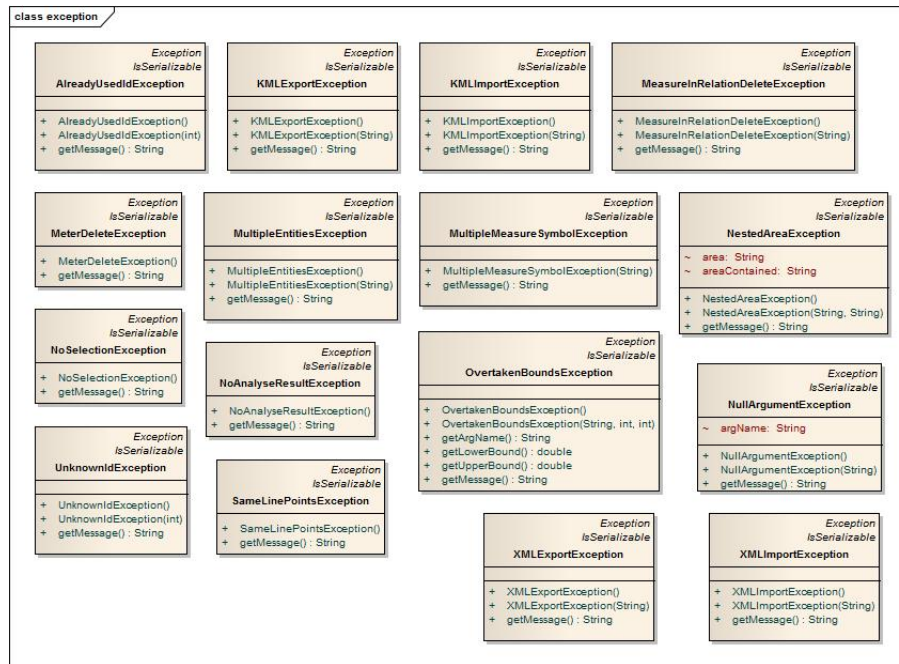 class exception
Exception
IsSerializable
AlreadyUsedIdException
+ AlreadyUsedIdException()
+ AlreadyUsedIdException(int)
+ getMessage() : String
Exception
IsSerializable
KMLExportException
+ KMLExportException()
+ KMLExportException(String)
+ getMessage() : String
Exception
IsSerializable
KMLImportException
+ KMLImportException()
+ KMLImportException(String)
+ getMessage() : String
Exception
IsSerializable
MeasureInRelationDeleteException
+ MeasureInRelationDeleteException()
+ MeasureInRelationDeleteException(String)
+ getMessage() : String
Exception
IsSerializable
MeterDeleteException
+ MeterDeleteException()
+ getMessage() : String
Exception
IsSerializable
MultipleEntitiesException
+ MultipleEntitiesException()
+ MultipleEntitiesException(String)
+ getMessage() : String
Exception
IsSerializable
MultipleMeasureSymbolException
+ MultipleMeasureSymbolException(String)
+ getMessage() : String
Exception
IsSerializable
NestedAreaException
~ area: String
~ areaContained: String
+ NestedAreaException()
+ NestedAreaException(String, String)
+ getMessage() : String
Exception
IsSerializable
NoSelectionException
+ NoSelectionException()
+ getMessage() : String
Exception
IsSerializable
NoAnalyseResultException
+ NoAnalyseResultException()
+ getMessage() : String
Exception
IsSerializable
OvertakenBoundsException
+ OvertakenBoundsException()
+ OvertakenBoundsException(String, int, int)
+ getArgName() : String
+ getLowerBound() : double
+ getUpperBound() : double
+ getMessage() : String
Exception
IsSerializable
NullArgumentException
~ argName: String
+ NullArgumentException()
+ NullArgumentException(String)
+ getMessage() : String
Exception
IsSerializable
UnknownIdException
+ UnknownIdException()
+ UnknownIdException(int)
+ getMessage() : String
Exception
IsSerializable
SameLinePointsException
+ SameLinePointsException()
+ getMessage() : String
Exception
IsSerializable
XMLExportException
+ XMLExportException()
+ XMLExportException(String)
+ getMessage() : String
Exception
IsSerializable
XMLImportException
+ XMLImportException()
+ XMLImportException(String)
+ getMessage() : String